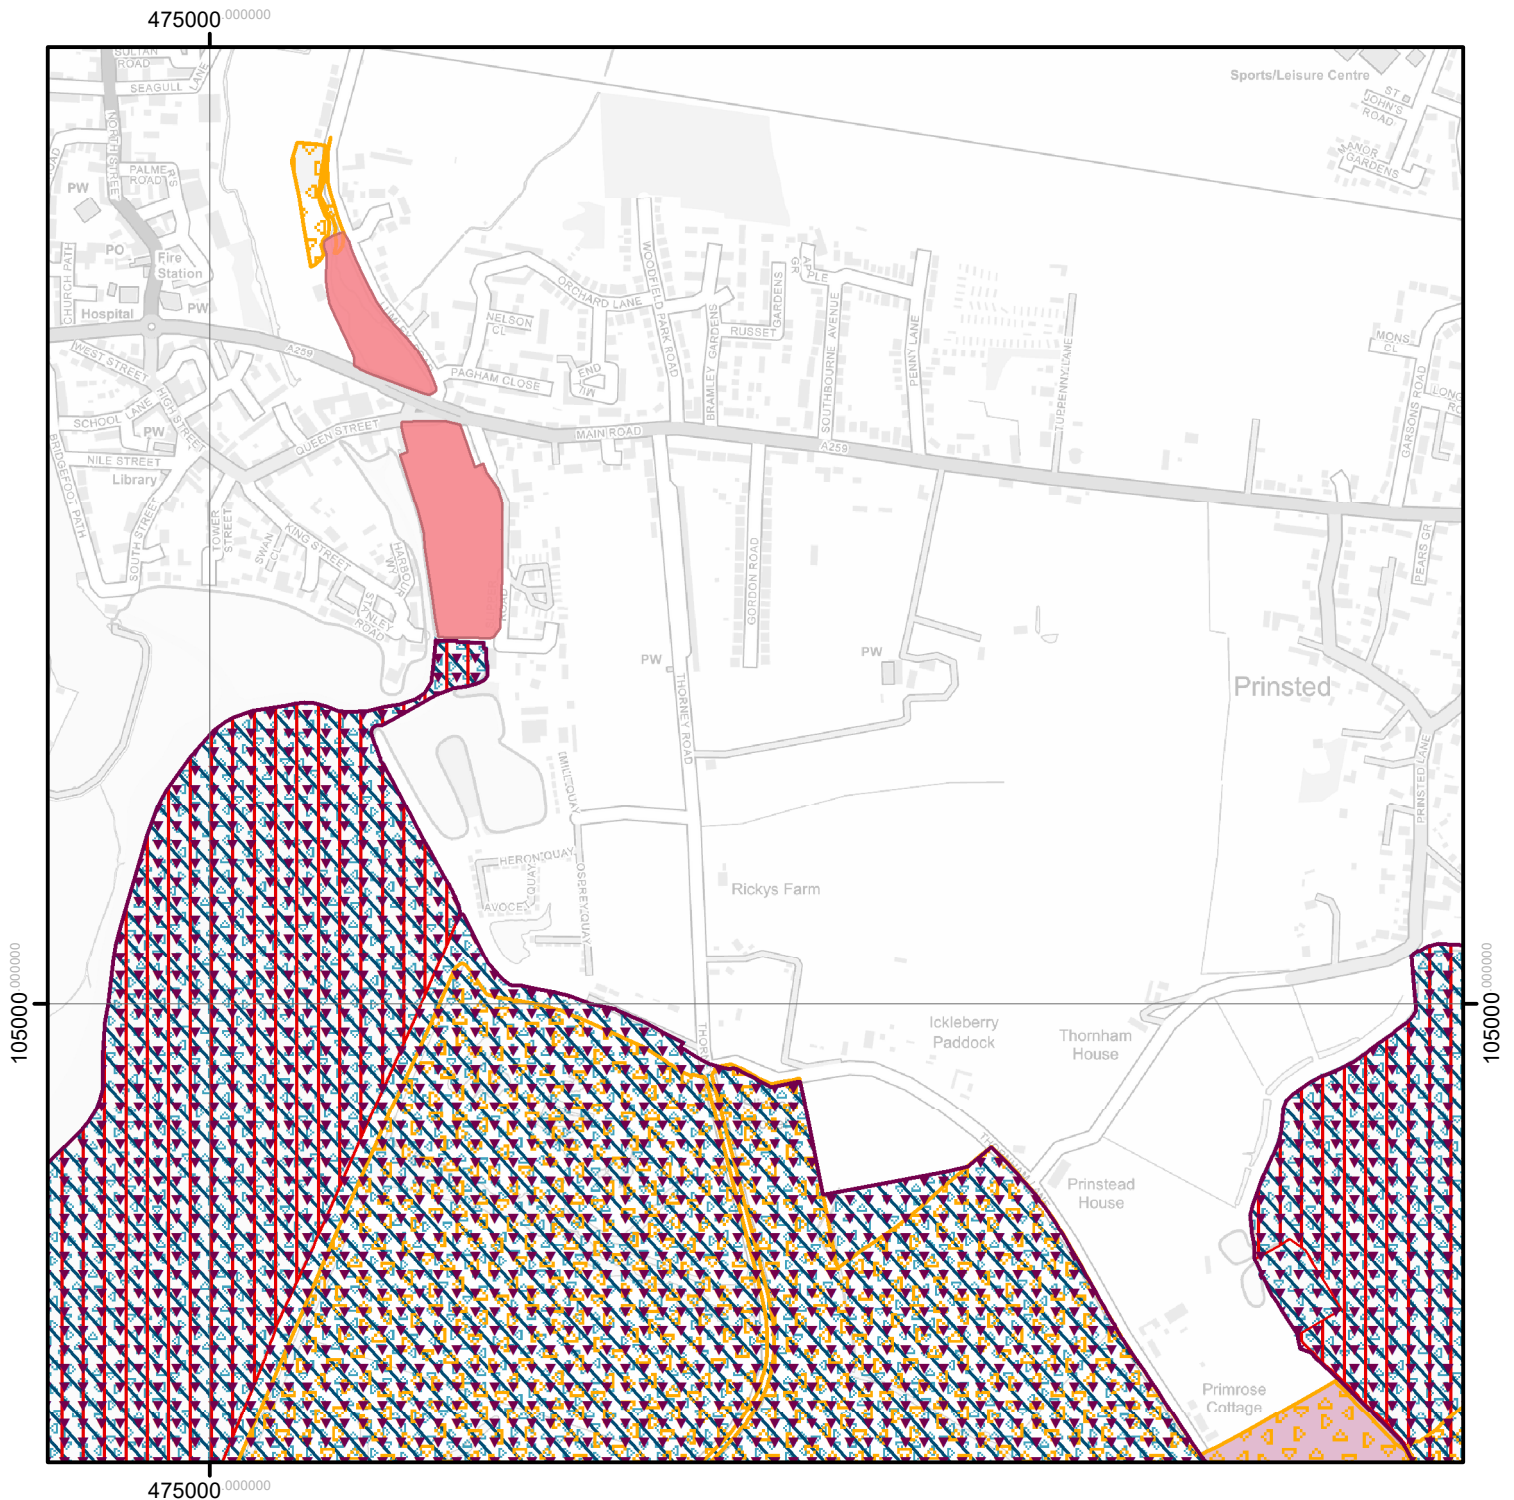 475000.000000
SULTAN
ROAD
SEAGULL LANE
Sports/Leisure Centre
ST
JOHN'S
ROAD
MANOR
GARDENS
NORTH STREET
PALMER'S
ROAD
PW
PO
Fire
Station
CHURCH PATH
PW
Hospital
WOODFIELD PARK ROAD
ORCHARD LANE
APPLE
GR
GARDENS
RUSSET
BRAMLEY GARDENS
SOUTHBOURNE AVENUE
PENNY LANE
TUPPENNY LANE
NELSON
CL
LUMLEY ROAD
PAGHAM CLOSE
MILL END
MONS
CL
GARSONS ROAD
WEST STREET
A259
HIGH STREET
SCHOOL LANE
PW
NILE STREET
Library
QUEEN STREET
MAIN ROAD
A259
BRIDGEFOOT PATH
SOUTH STREET
TOWER
STREET
SWAN
CL
KING STREET
HARBOUR
WY
STANLEY
ROAD
ROAD
GORDON ROAD
PEARS GR
PW
PW
THORNEY ROAD
Prinsted
PRINSTED LANE
HERON QUAY
OSPREY QUAY
Rickys Farm
105000.000000
105000.000000
Ickleberry
Paddock
Thornham
House
Prinstead
House
Primrose
Cottage
475000.000000